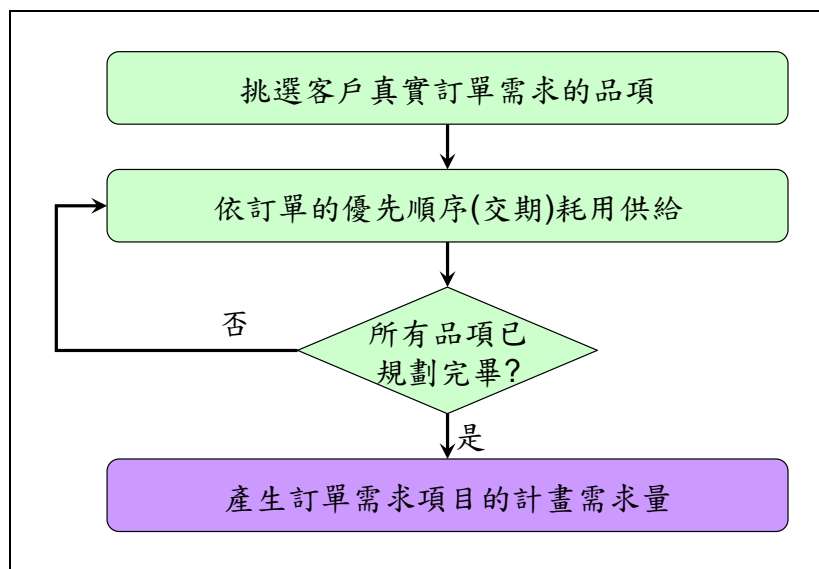 挑選客戶真實訂單需求的品項
依訂單的優先順序(交期)耗用供給
否
所有品項已
規劃完畢?
是
產生訂單需求項目的計畫需求量